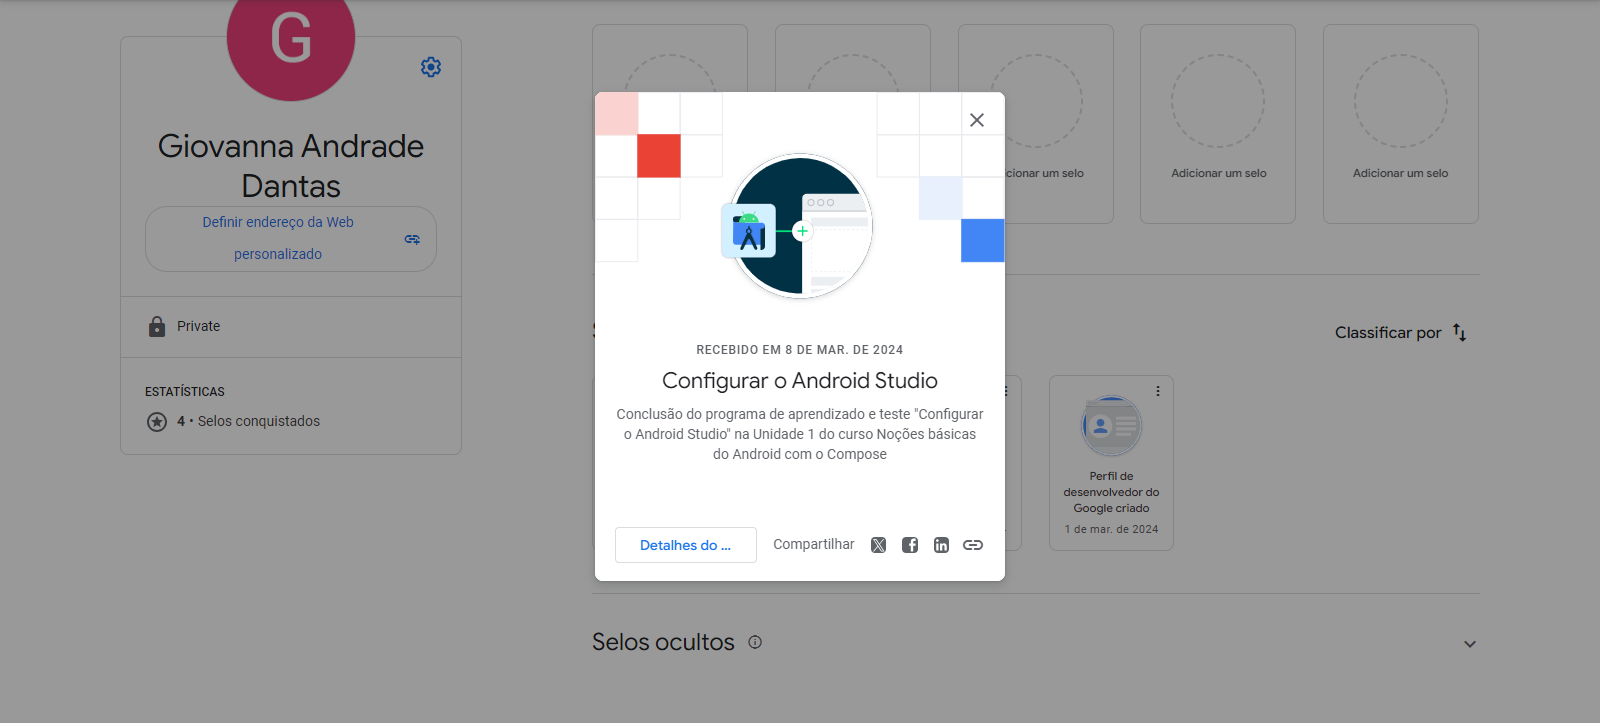 G
Giovanna Andrade
Dantas
Definir endereço da Web
personalizado
Private
ESTATÍSTICAS
4 • Selos conquistados
Adicionar um selo
Adicionar um selo
um selo
Classificar por
RECEBIDO EM 8 DE MAR. DE 2024
Configurar o Android Studio
Conclusão do programa de aprendizado e teste "Configurar
o Android Studio" na Unidade 1 do curso Noções básicas
do Android com o Compose
Detalhes do ...
Compartilhar
Perfil de
desenvolvedor do
Google criado
1 de mar. de 2024
Selos ocultos